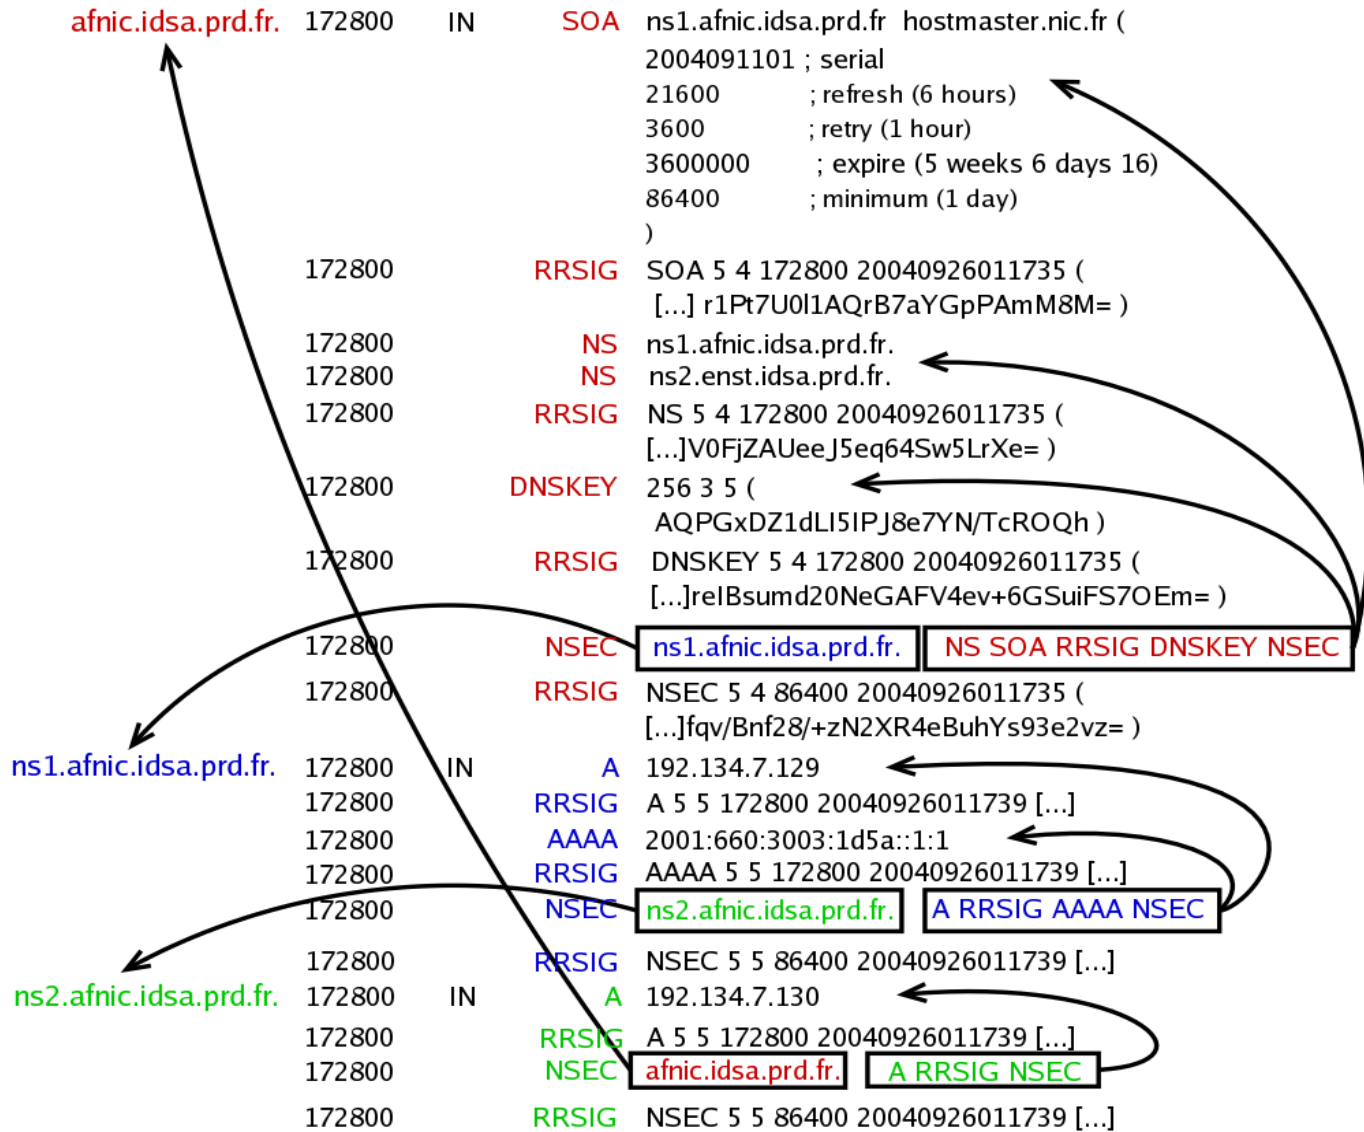 afnic.idsa.prd.fr. 172800 IN SOA ns1.afnic.idsa.prd.fr hostmaster.nic.fr (
2004091101 ; serial
21600 ; refresh (6 hours)
3600 ; retry (1 hour)
3600000 ; expire (5 weeks 6 days 16)
86400 ; minimum (1 day)
)
172800 RRSIG SOA 5 4 172800 20040926011735 (
[...] r1Pt7U0l1AQrB7aYGpPAmM8M= )
172800 NS ns1.afnic.idsa.prd.fr.
172800 NS ns2.enst.idsa.prd.fr.
172800 RRSIG NS 5 4 172800 20040926011735 (
[...]V0FjZAUeeJ5eq64Sw5LrXe= )
172800 DNSKEY 256 3 5 (
AQPGxDZ1dLI5IPJ8e7YN/TcROQh )
172800 RRSIG DNSKEY 5 4 172800 20040926011735 (
[...]reIBsumd20NeGAFV4ev+6GSuiFS7OEm= )
172800 NSEC ns1.afnic.idsa.prd.fr. NS SOA RRSIG DNSKEY NSEC
172800 RRSIG NSEC 5 4 86400 20040926011735 (
[...]fqv/Bnf28/+zN2XR4eBuhYs93e2vz= )
ns1.afnic.idsa.prd.fr. 172800 IN A 192.134.7.129
172800 RRSIG A 5 5 172800 20040926011739 [...]
172800 AAAA 2001:660:3003:1d5a::1:1
172800 RRSIG AAAA 5 5 172800 20040926011739 [...]
172800 NSEC ns2.afnic.idsa.prd.fr. A RRSIG AAAA NSEC
172800 RRSIG NSEC 5 5 86400 20040926011739 [...]
ns2.afnic.idsa.prd.fr. 172800 IN A 192.134.7.130
172800 RRSIG A 5 5 172800 20040926011739 [...]
172800 NSEC afnic.idsa.prd.fr. A RRSIG NSEC
172800 RRSIG NSEC 5 5 86400 20040926011739 [...]